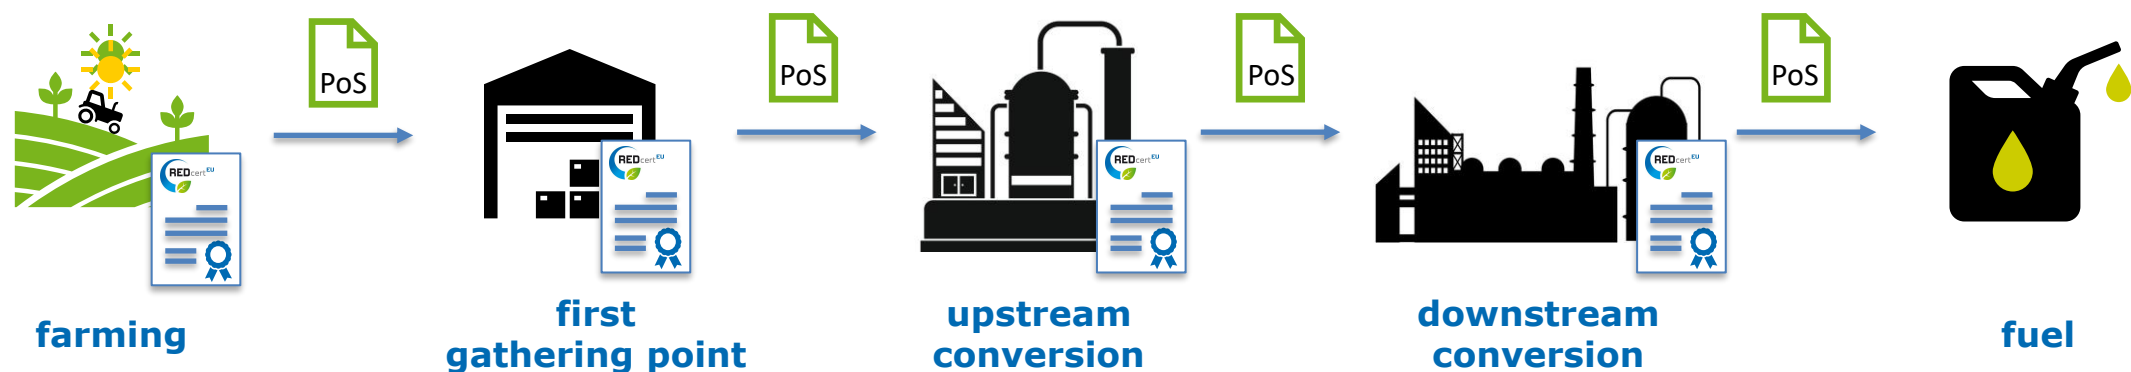 PoS
PoS
PoS
PoS
REDcert EU
REDcert EU
REDcert EU
REDcert EU
farming
first
gathering point
upstream
conversion
downstream
conversion
fuel